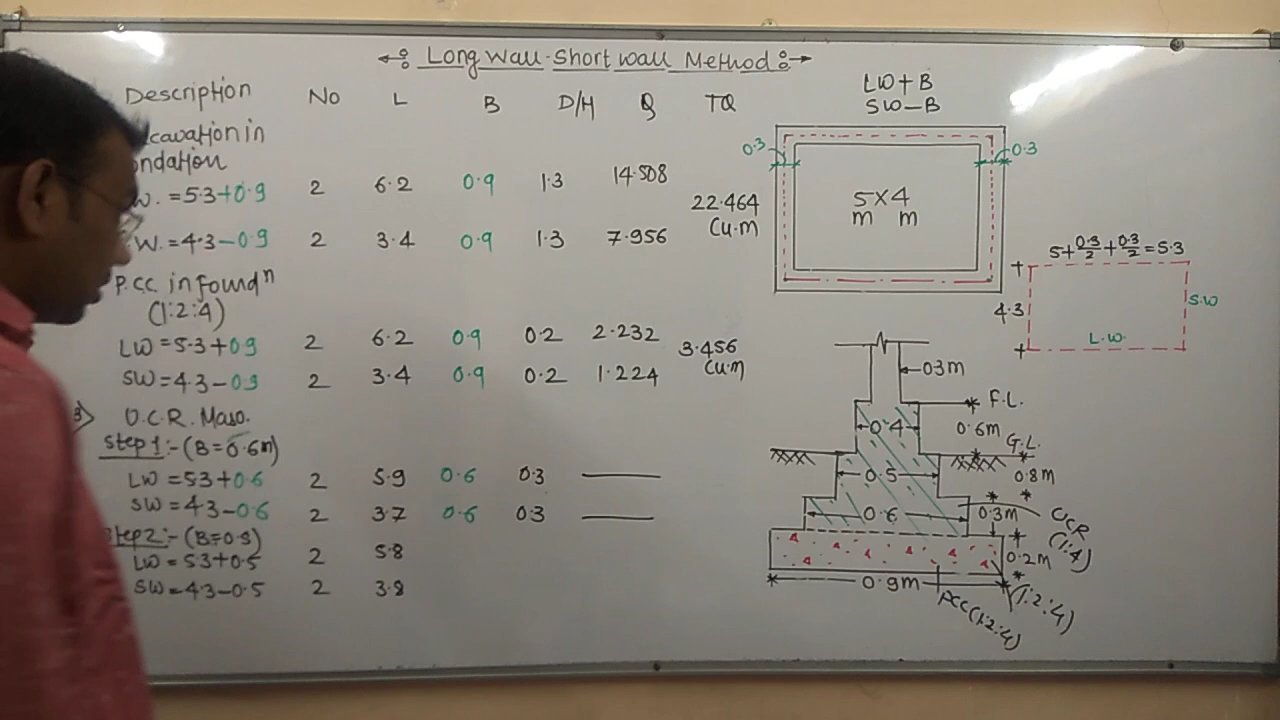 Long Wall-Short Wall Method
Description No L B D/H Q TQ
cavation in
ndation
W. = 5.3+0.9 2 6.2 0.9 1.3 14.508
22.464
Cu.m
W. = 4.3-0.9 2 3.4 0.9 1.3 7.956
P.C.C. in foundⁿ
(1:2:4)
LW = 5.3+0.9 2 6.2 0.9 0.2 2.232
3.456
Cu.m
SW = 4.3-0.9 2 3.4 0.9 0.2 1.224
3) U.C.R. Maso.
Step1:- (B=0.6m)
LW = 5.3+0.6 2 5.9 0.6 0.3
SW = 4.3-0.6 2 3.7 0.6 0.3
Step2:- (B=0.5)
LW = 5.3+0.5 2 5.8
SW = 4.3-0.5 2 3.8
LW+B
SW-B
0.3 0.3
5X4
m m
5+0.3/2+0.3/2=5.3
4.3
S.W
L.W.
0.3m
F.L.
0.4
0.6m
G.L.
0.5
0.8m
0.6
0.3m
UCR
(1:4)
0.2m
0.9m
PCC(1:2:4)
(1:2:4)